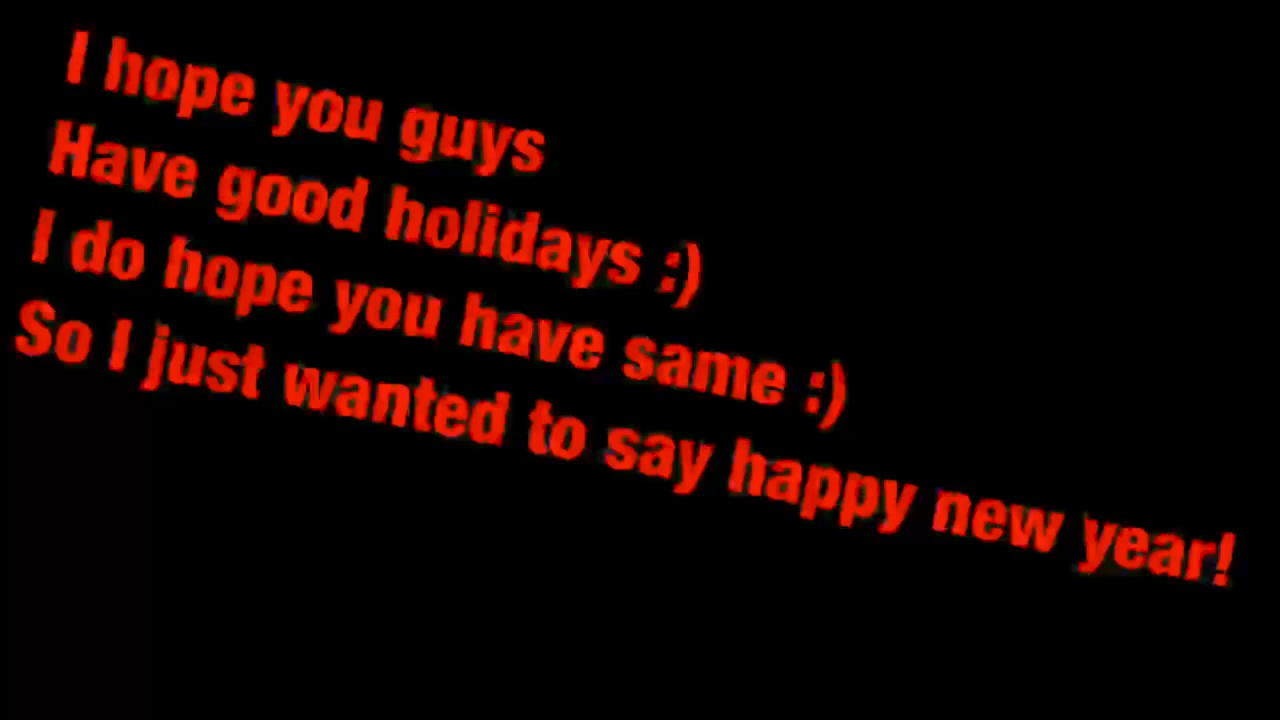 I hope you guys
Have good holidays :)
I do hope you have same :)
So I just wanted to say happy new year!